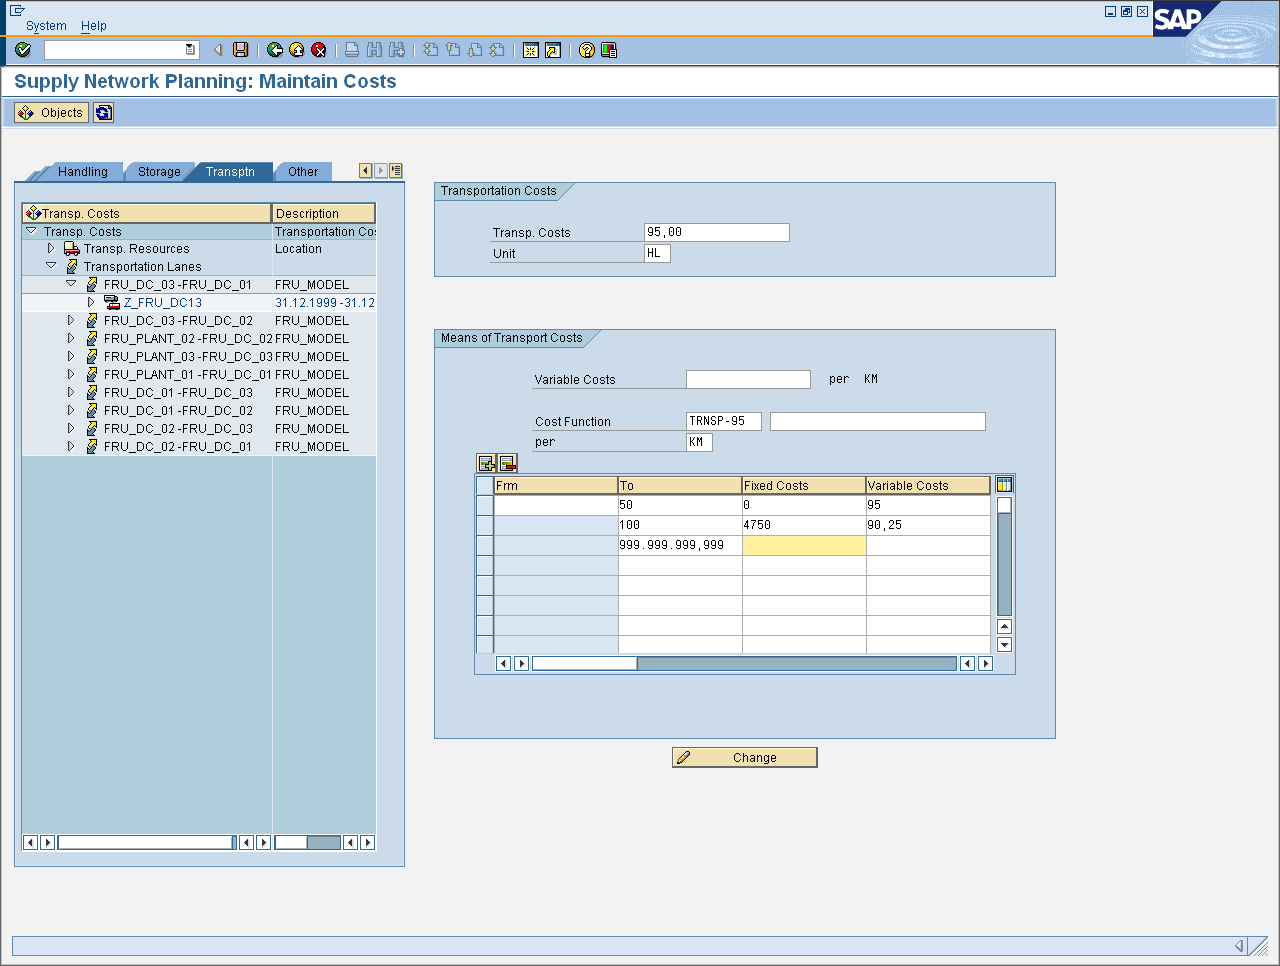 System Help
SAP
Supply Network Planning: Maintain Costs
Objects
Handling Storage Transptn Other
Transp. Costs Description
Transp. Costs Transportation Cos
Transp. Resources Location
Transportation Lanes
FRU_DC_03 -FRU_DC_01 FRU_MODEL
Z_FRU_DC13 31.12.1999 -31.12
FRU_DC_03 -FRU_DC_02 FRU_MODEL
FRU_PLANT_02 -FRU_DC_02 FRU_MODEL
FRU_PLANT_03 -FRU_DC_03 FRU_MODEL
FRU_PLANT_01 -FRU_DC_01 FRU_MODEL
FRU_DC_01 -FRU_DC_03 FRU_MODEL
FRU_DC_01 -FRU_DC_02 FRU_MODEL
FRU_DC_02 -FRU_DC_03 FRU_MODEL
FRU_DC_02 -FRU_DC_01 FRU_MODEL
Transportation Costs
Transp. Costs 95,00
Unit HL
Means of Transport Costs
Variable Costs per KM
Cost Function TRNSP-95
per KM
Frm To Fixed Costs Variable Costs
50 0 95
100 4750 90,25
999.999.999,999
Change